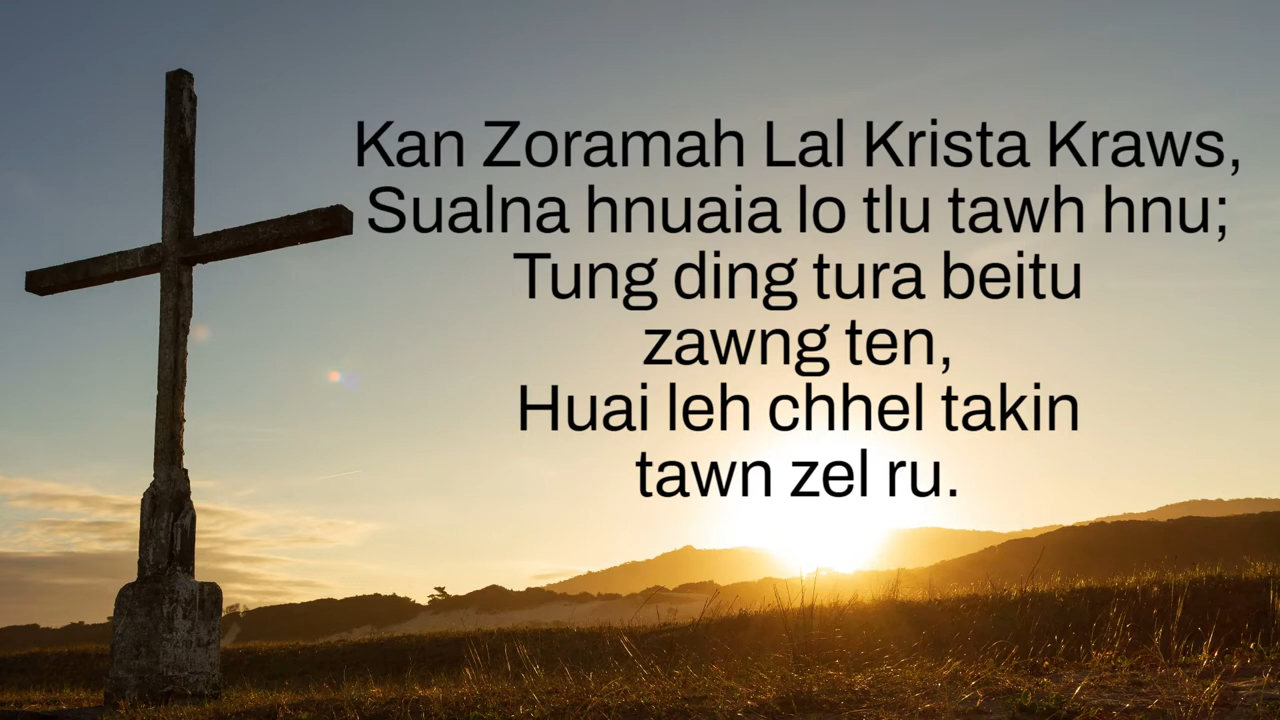 Kan Zoramah Lal Krista Kraws,
Sualna hnuaia lo tlu tawh hnu;
Tung ding tura beitu
zawng ten,
Huai leh chhel takin
tawn zel ru.